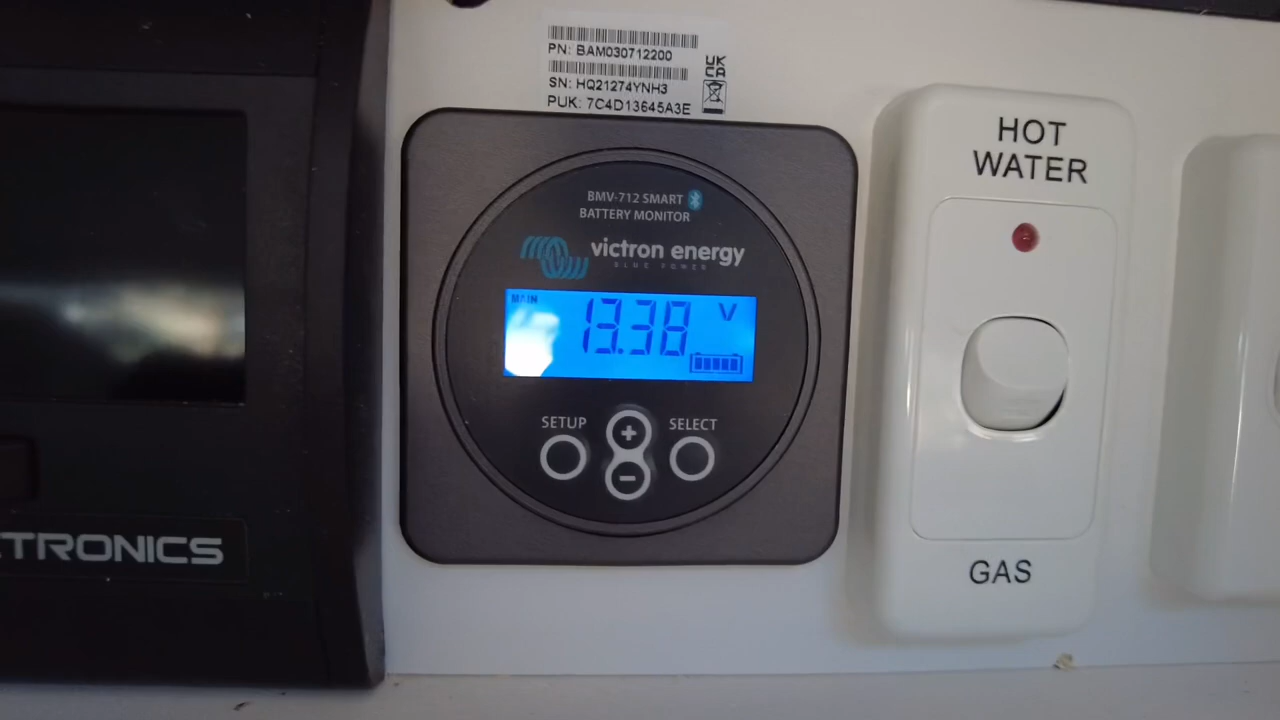 PN: BAM030712200
SN: HQ21274YNH3
PUK: 7C4D13645A3E
UK
CA
BMV-712 SMART
BATTERY MONITOR
victron energy
BLUE POWER
MAIN
13.38 V
SETUP
+
SELECT
-
TRONICS
HOT
WATER
GAS